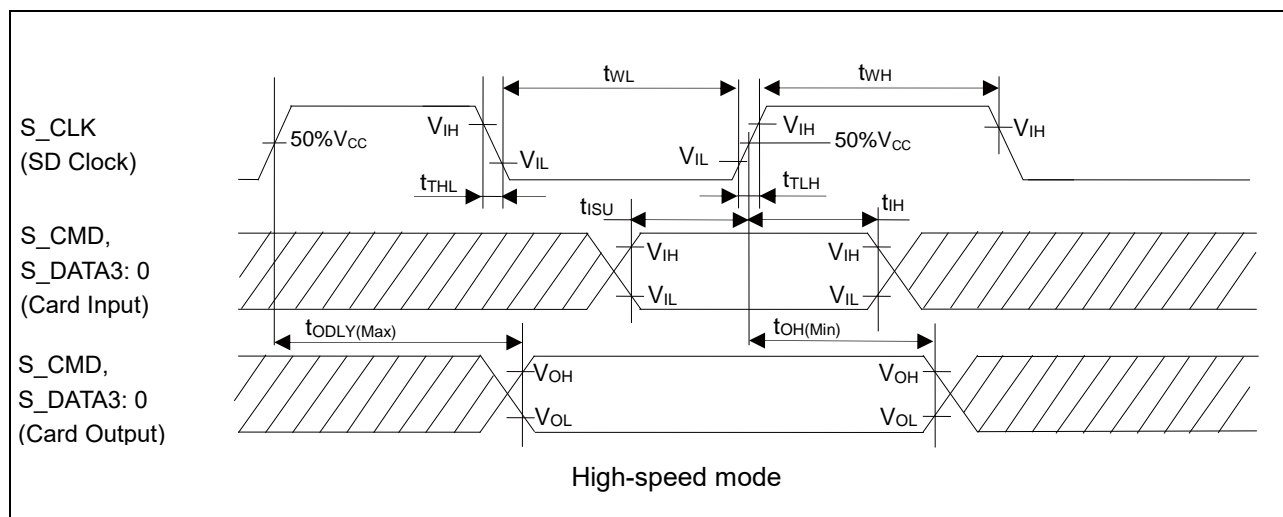 tWL
tWH
S_CLK
(SD Clock)
50%VCC
VIH
VIL
VIL
VIH
50%VCC
VIH
tTHL
tTLH
tISU
tIH
S_CMD,
S_DATA3: 0
(Card Input)
VIH
VIL
VIH
VIL
tODLY(Max)
tOH(Min)
S_CMD,
S_DATA3: 0
(Card Output)
VOH
VOL
VOH
VOL
High-speed mode